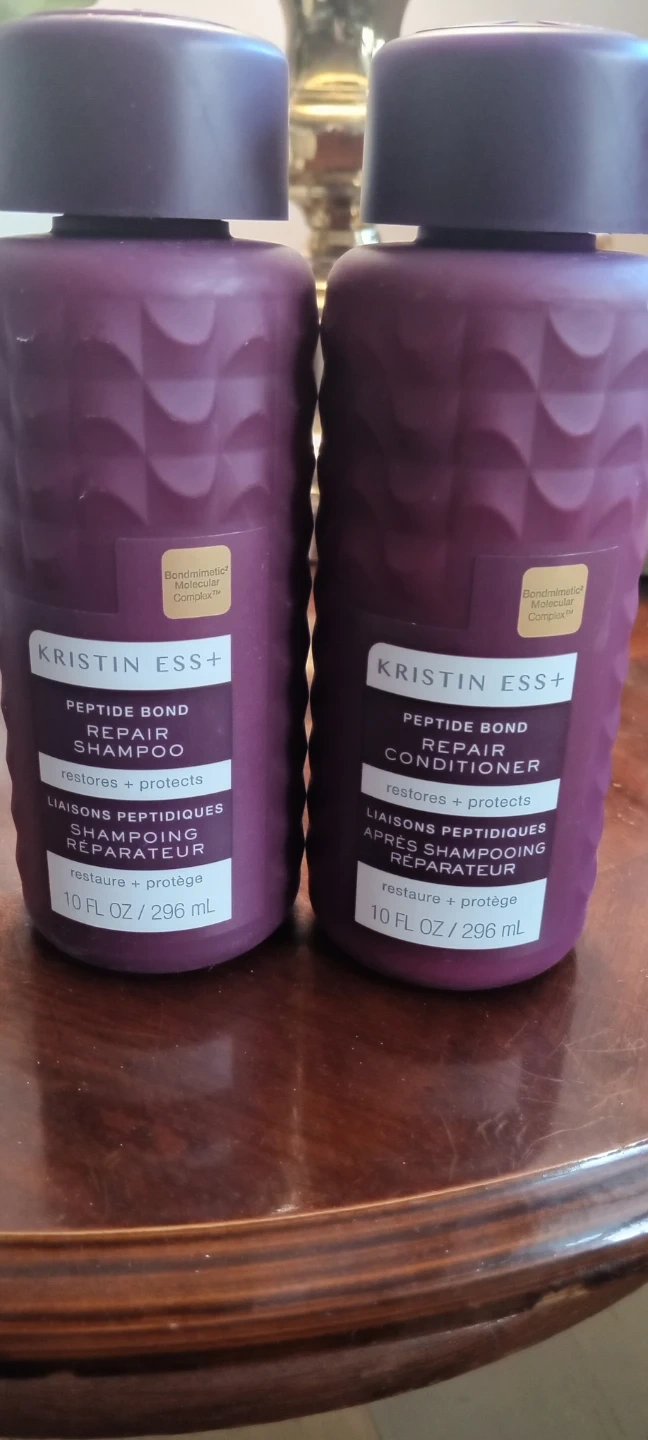 Bondmimetic²
Molecular
Complex™
KRISTIN ESS+
PEPTIDE BOND
REPAIR
SHAMPOO
restores + protects
LIAISONS PEPTIDIQUES
SHAMPOING
RÉPARATEUR
restaure + protège
10 FL OZ / 296 mL
Bondmimetic²
Molecular
Complex™
KRISTIN ESS+
PEPTIDE BOND
REPAIR
CONDITIONER
restores + protects
LIAISONS PEPTIDIQUES
APRÈS SHAMPOOING
RÉPARATEUR
restaure + protège
10 FL OZ / 296 mL